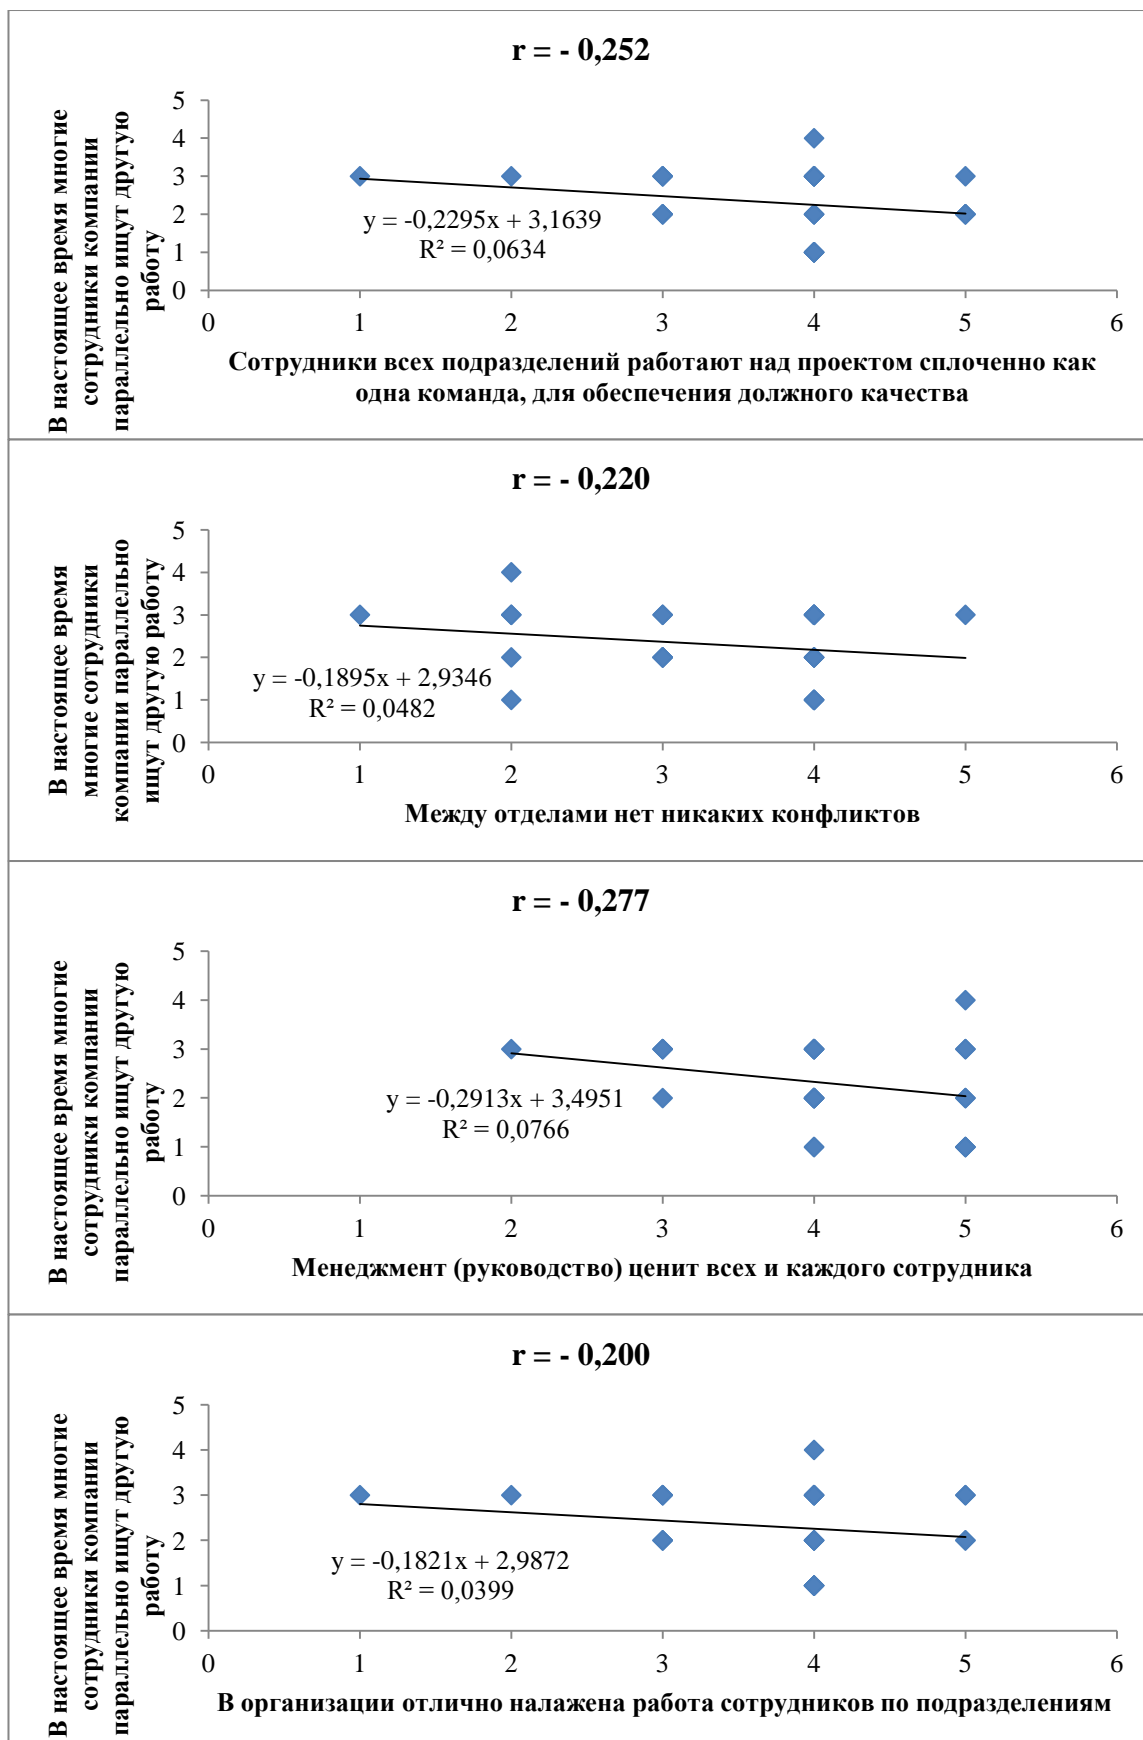 r = - 0,252
В настоящее время многие
сотрудники компании
параллельно ищут другую
работу
5
4
3
2
1
0
y = -0,2295x + 3,1639
R² = 0,0634
0 1 2 3 4 5 6
Сотрудники всех подразделений работают над проектом сплоченно как
одна команда, для обеспечения должного качества
r = - 0,220
В настоящее время
многие сотрудники
компании параллельно
ищут другую работу
5
4
3
2
1
0
y = -0,1895x + 2,9346
R² = 0,0482
0 1 2 3 4 5 6
Между отделами нет никаких конфликтов
r = - 0,277
В настоящее время многие
сотрудники компании
параллельно ищут другую
работу
5
4
3
2
1
0
y = -0,2913x + 3,4951
R² = 0,0766
0 1 2 3 4 5 6
Менеджмент (руководство) ценит всех и каждого сотрудника
r = - 0,200
В настоящее время многие
сотрудники компании
параллельно ищут другую
работу
5
4
3
2
1
0
y = -0,1821x + 2,9872
R² = 0,0399
0 1 2 3 4 5 6
В организации отлично налажена работа сотрудников по подразделениям